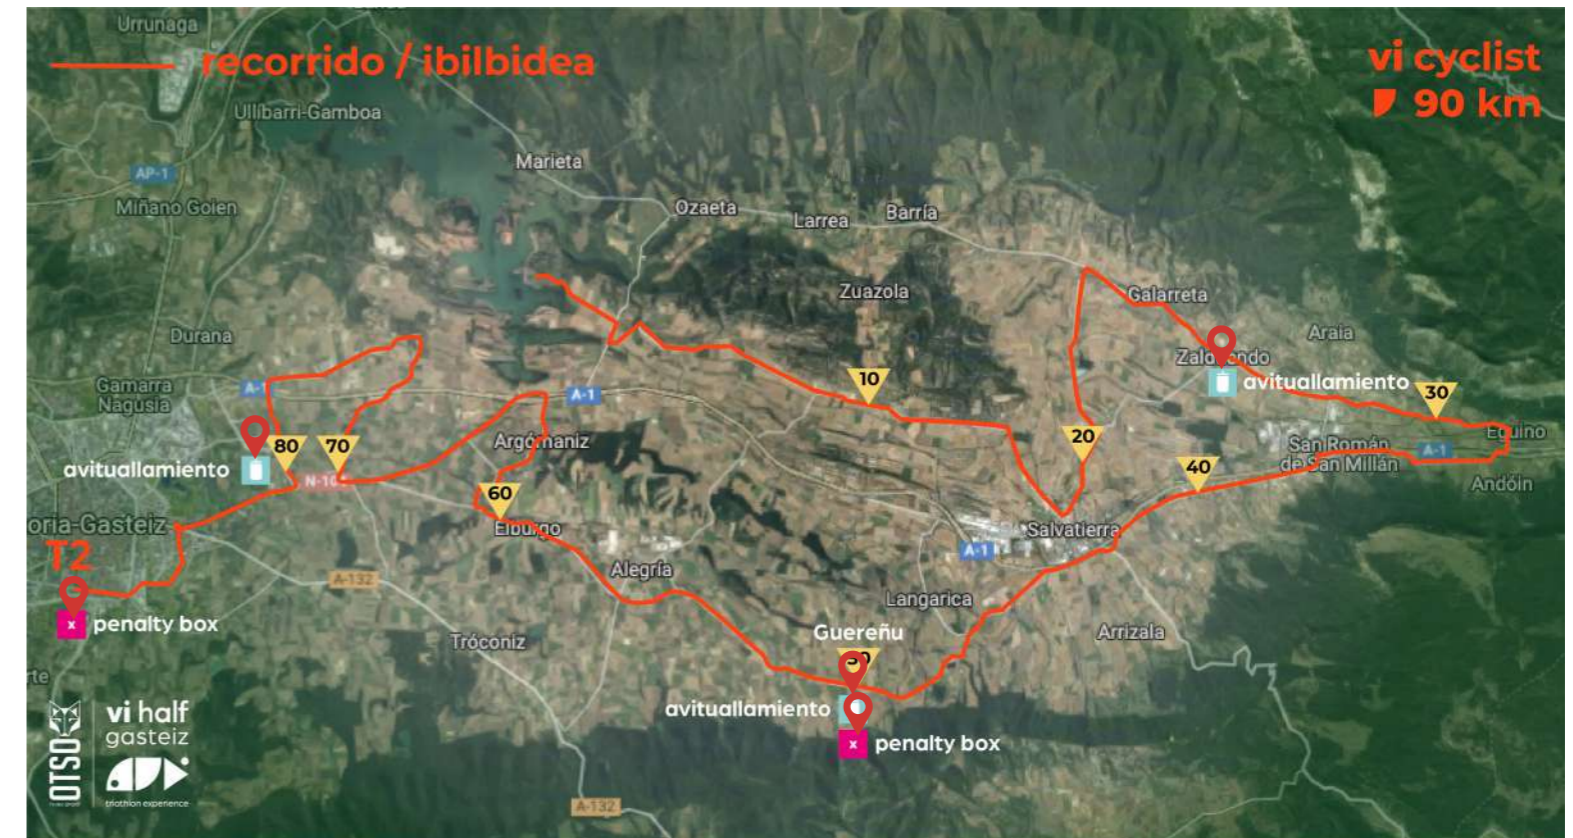 Urrunaga
recorrido / ibilbidea
vi cyclist
90 km
Ullíbarri-Gamboa
Marieta
AP-1
Miñano Goien
Ozaeta
Larrea
Barría
Zuazola
Galarreta
Durana
Araia
Gamarra
Nagusia
A-1
A-1
10
avituallamiento
30
20
Argómaniz
80
70
San Román
de San Millán
A-1
Eguino
avituallamiento
60
40
Andóin
Elburgo
Salvatierra
oria-Gasteiz
T2
A-1
Alegría
A-132
Langarica
penalty box
Guereñu
Arrizala
Tróconiz
rte
avituallamiento
penalty box
OTSO
vi half
gasteiz
triathlon experience
A-132